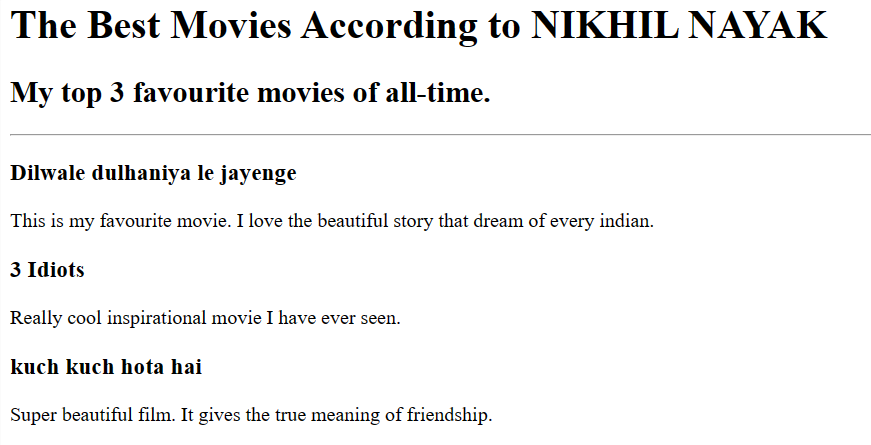 The Best Movies According to NIKHIL NAYAK
My top 3 favourite movies of all-time.
Dilwale dulhaniya le jayenge
This is my favourite movie. I love the beautiful story that dream of every indian.
3 Idiots
Really cool inspirational movie I have ever seen.
kuch kuch hota hai
Super beautiful film. It gives the true meaning of friendship.